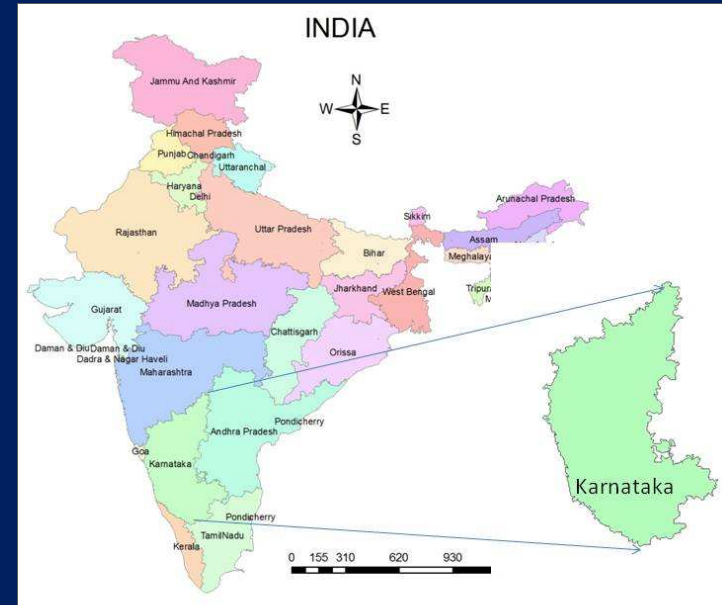 INDIA
N
W E
S
Jammu And Kashmir
Himachal Pradesh
Punjab Chandigarh
Uttaranchal
Haryana
Delhi
Arunachal Pradesh
Sikkim
Rajasthan
Uttar Pradesh
Assam
Bihar
Meghalaya
Jharkhand
West Bengal
Tripura
M
Gujarat
Madhya Pradesh
Chattisgarh
Daman & Diu Daman & Diu
Dadra & Nagar Haveli
Orissa
Maharashtra
Pondicherry
Andhra Pradesh
Goa
Karnataka
Karnataka
Pondicherry
TamilNadu
Kerala
0 155 310 620 930